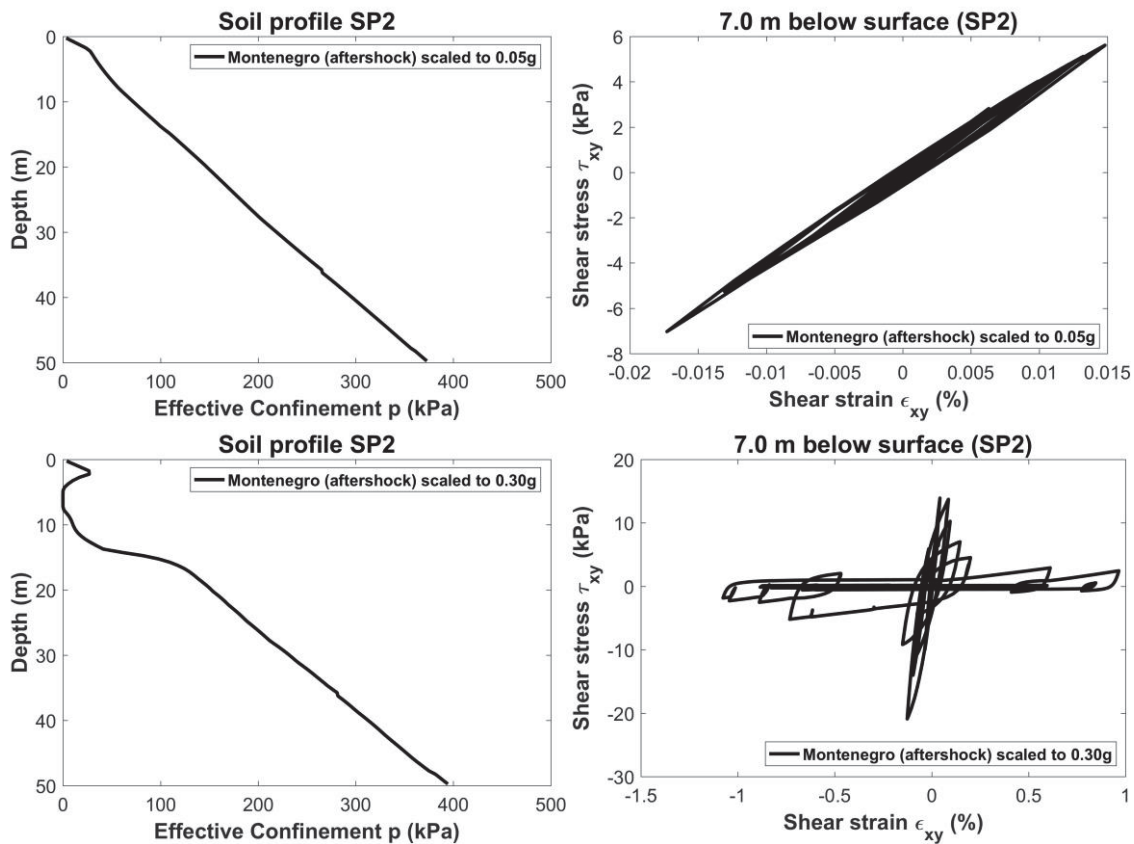 Soil profile SP2
Montenegro (aftershock) scaled to 0.05g
0
10
20
30
40
50
Depth (m)
0 100 200 300 400 500
Effective Confinement p (kPa)
7.0 m below surface (SP2)
6
4
2
0
-2
-4
-6
-8
Shear stress τxy (kPa)
Montenegro (aftershock) scaled to 0.05g
-0.02 -0.015 -0.01 -0.005 0 0.005 0.01 0.015
Shear strain ϵxy (%)
Soil profile SP2
Montenegro (aftershock) scaled to 0.30g
0
10
20
30
40
50
Depth (m)
0 100 200 300 400 500
Effective Confinement p (kPa)
7.0 m below surface (SP2)
20
10
0
-10
-20
-30
Shear stress τxy (kPa)
Montenegro (aftershock) scaled to 0.30g
-1.5 -1 -0.5 0 0.5 1
Shear strain ϵxy (%)